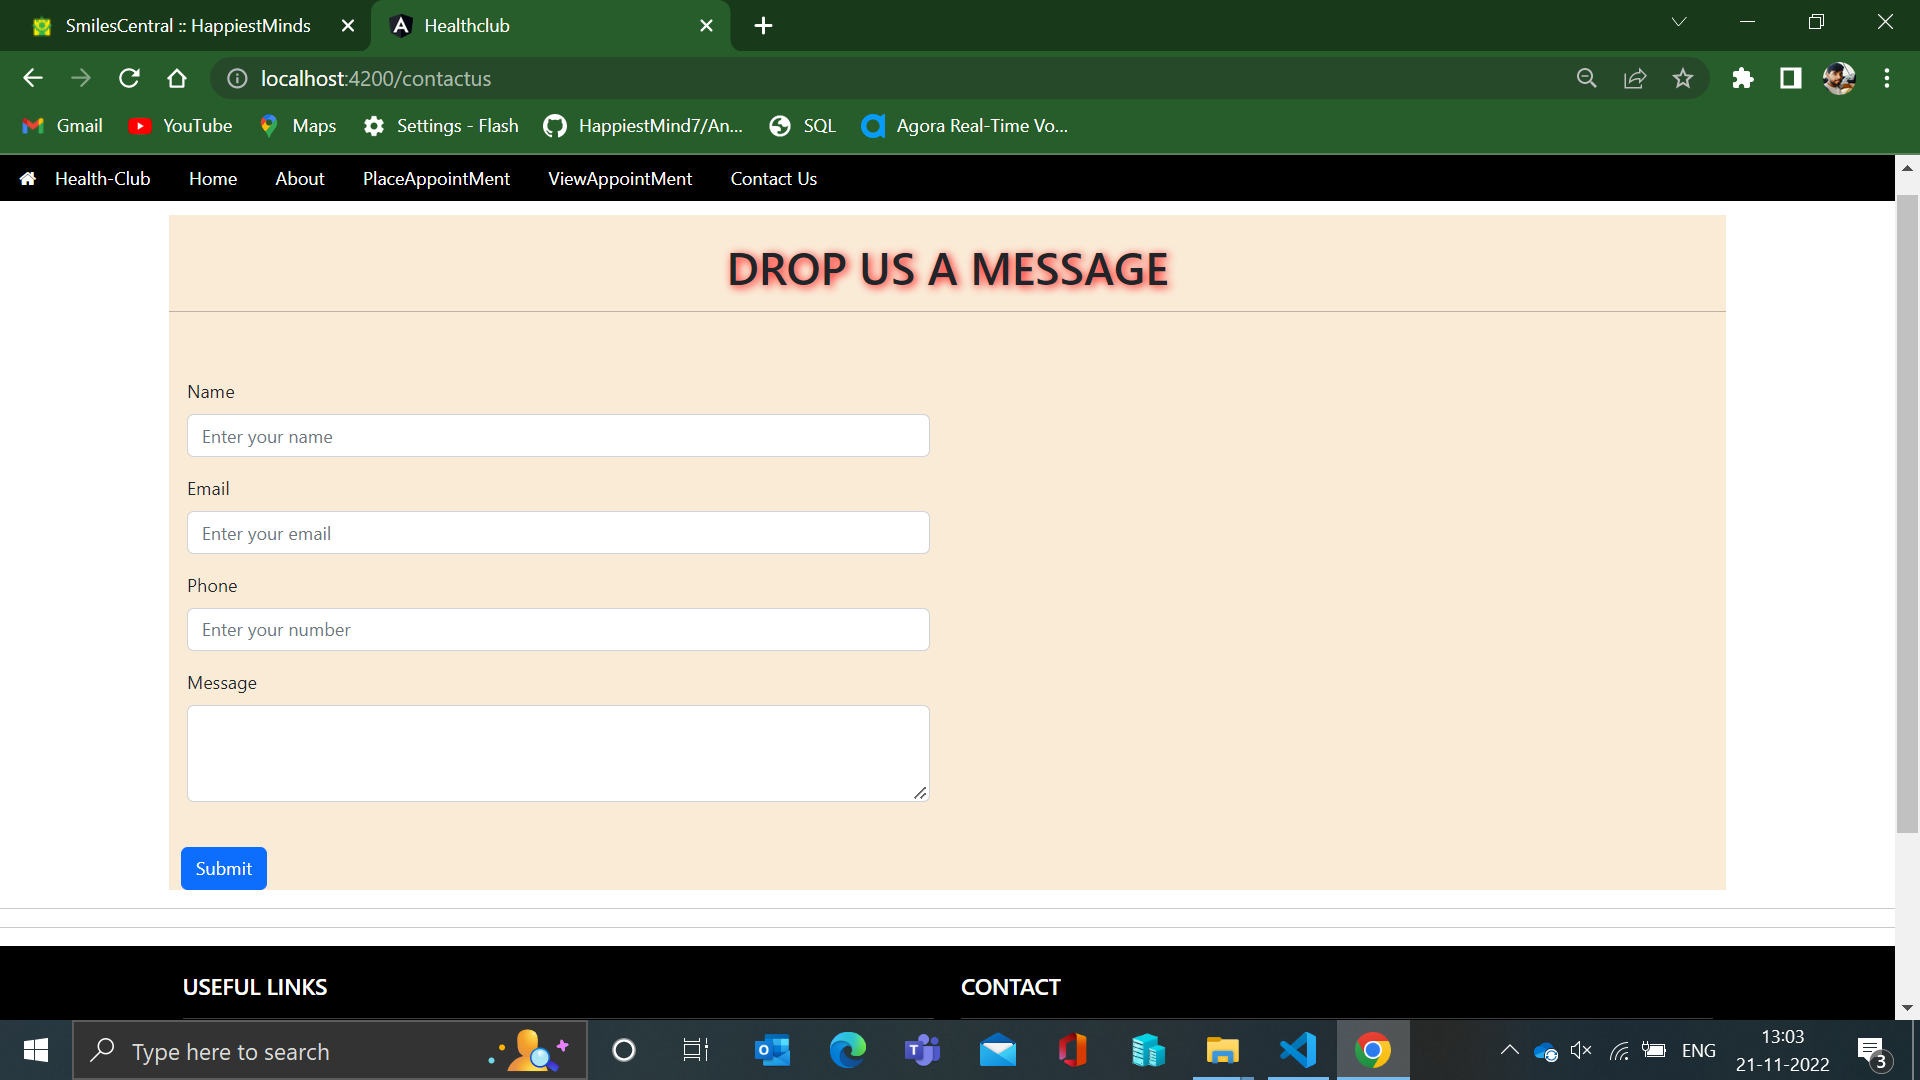 SmilesCentral :: HappiestMinds
Healthclub
localhost:4200/contactus
Gmail
YouTube
Maps
Settings - Flash
HappiestMind7/An...
SQL
Agora Real-Time Vo...
Health-Club
Home
About
PlaceAppointMent
ViewAppointMent
Contact Us
DROP US A MESSAGE
Name
Enter your name
Email
Enter your email
Phone
Enter your number
Message
Submit
USEFUL LINKS
CONTACT
Type here to search
ENG
13:03
21-11-2022
3